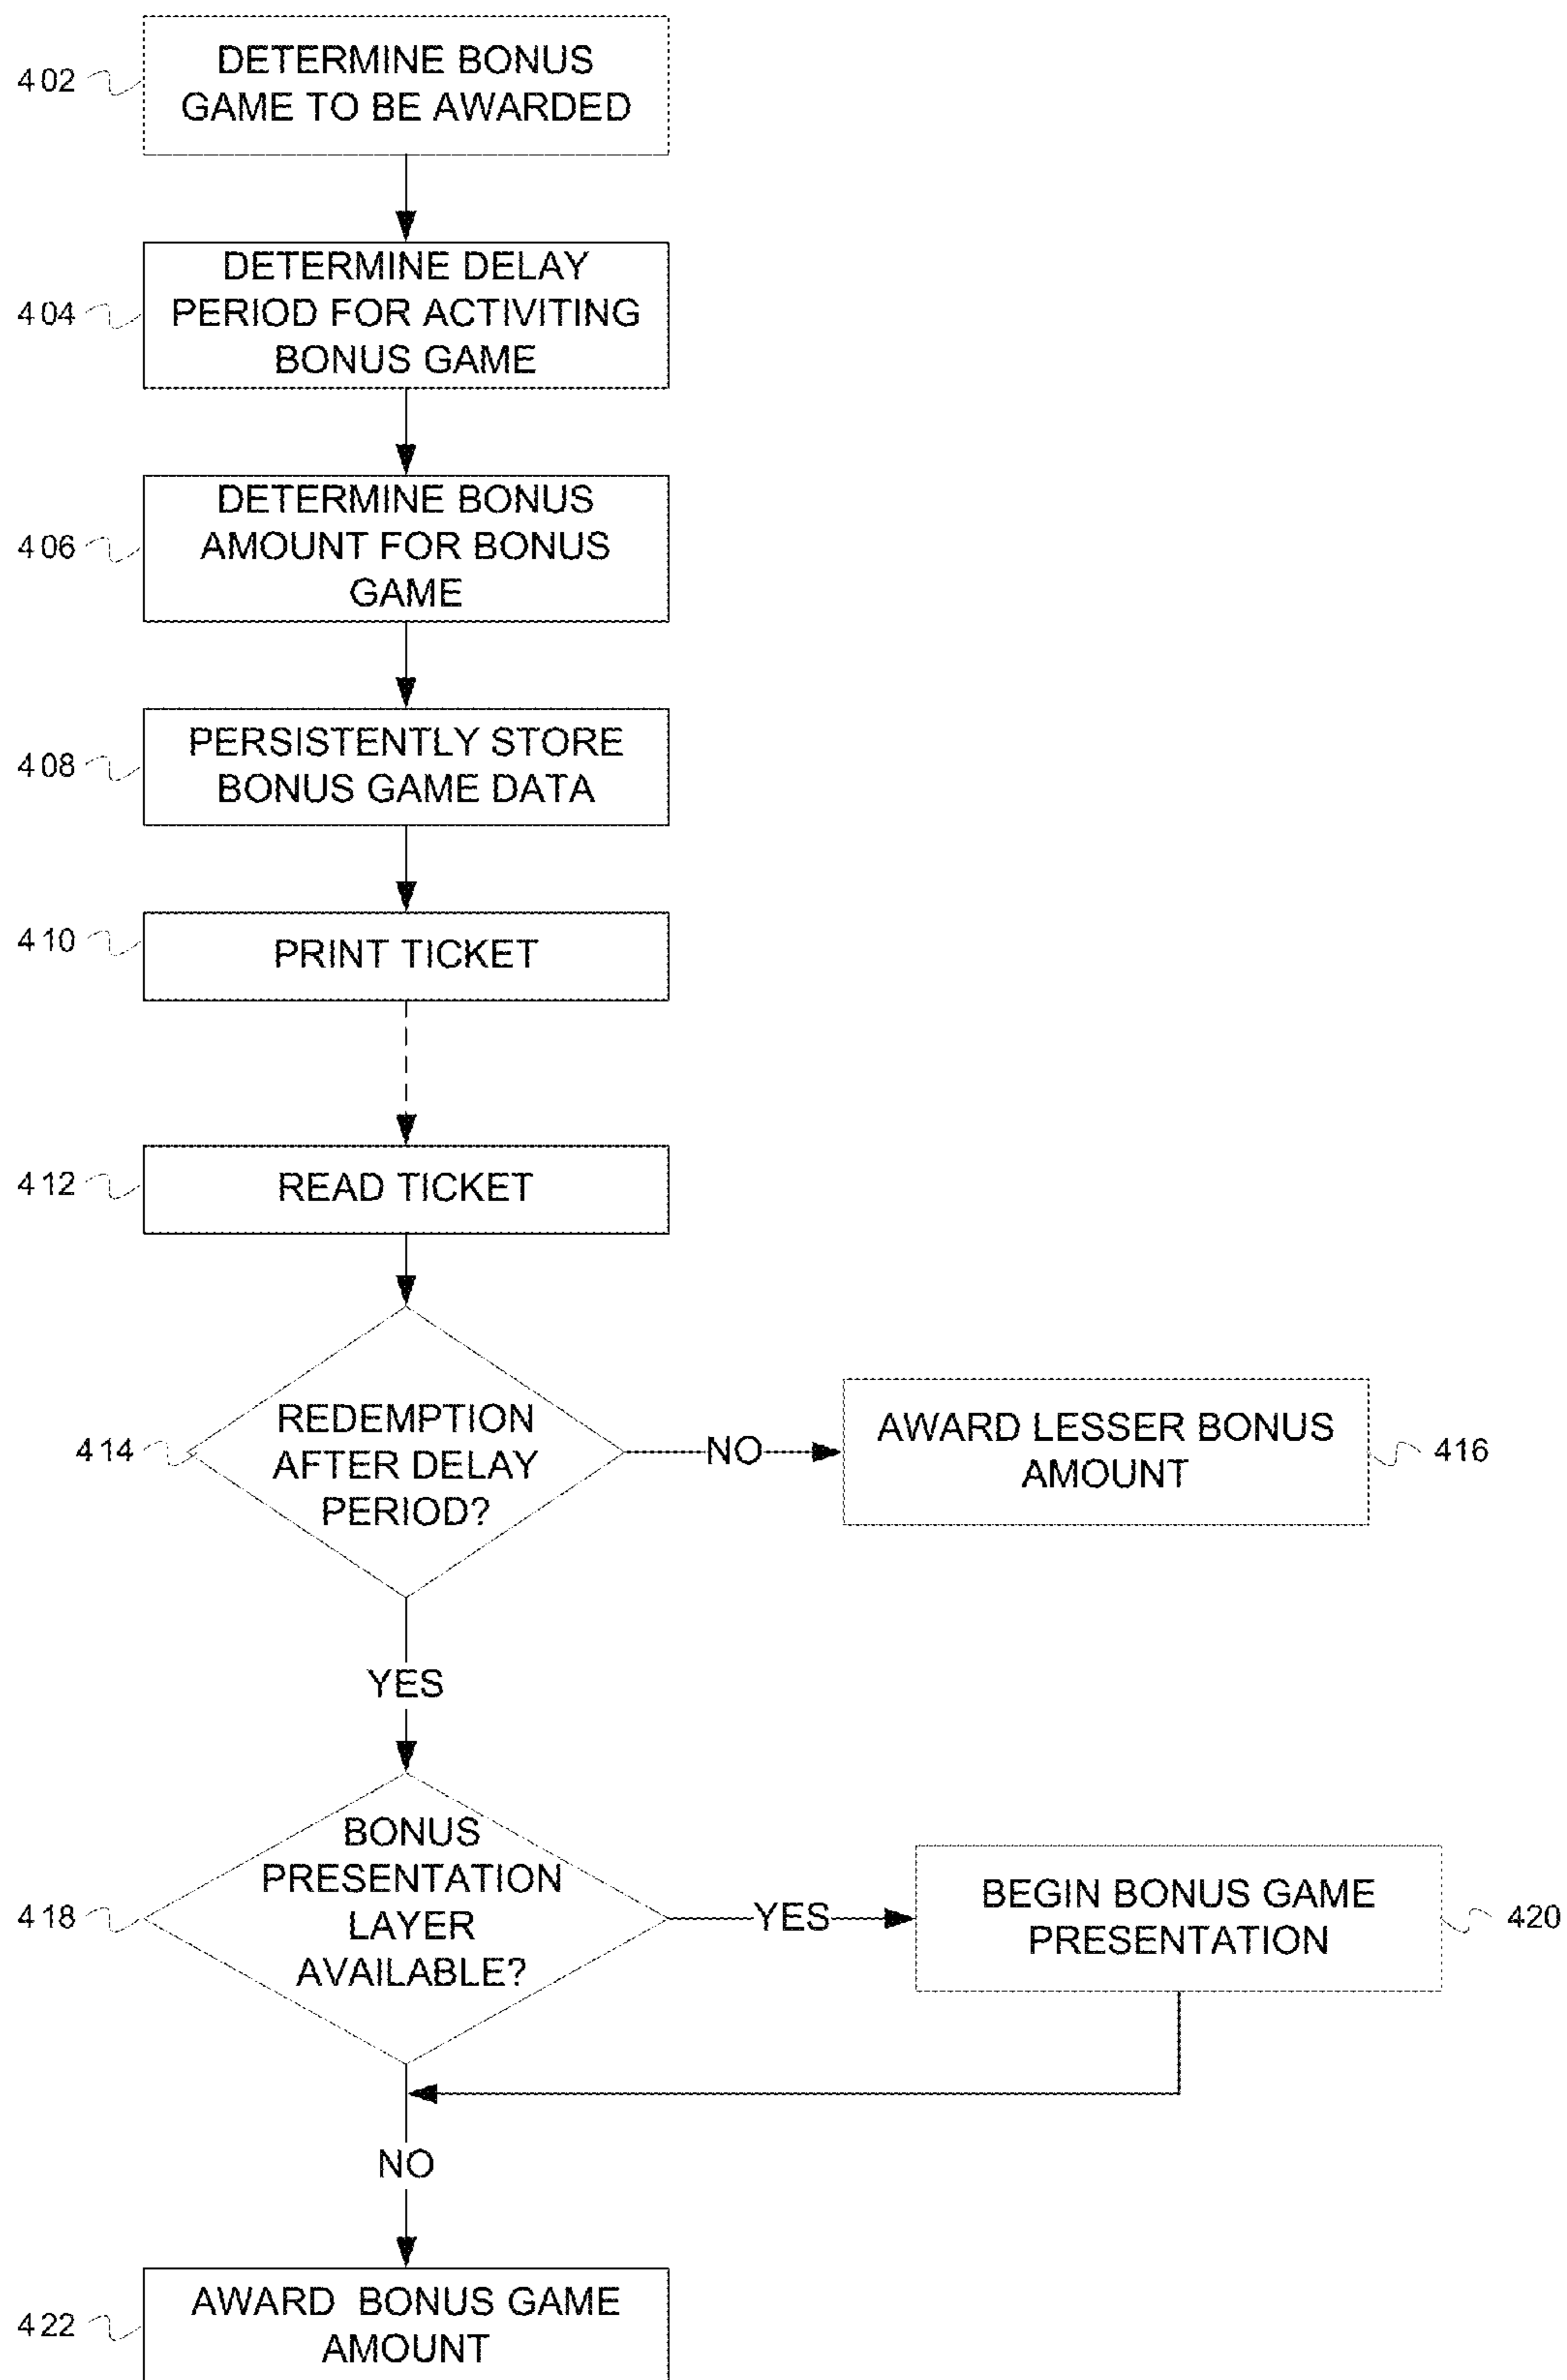 402
DETERMINE BONUS
GAME TO BE AWARDED
404
DETERMINE DELAY
PERIOD FOR ACTIVITING
BONUS GAME
406
DETERMINE BONUS
AMOUNT FOR BONUS
GAME
408
PERSISTENTLY STORE
BONUS GAME DATA
410
PRINT TICKET
412
READ TICKET
414
REDEMPTION
AFTER DELAY
PERIOD?
NO
AWARD LESSER BONUS
AMOUNT
416
YES
418
BONUS
PRESENTATION
LAYER
AVAILABLE?
YES
BEGIN BONUS GAME
PRESENTATION
420
NO
422
AWARD BONUS GAME
AMOUNT